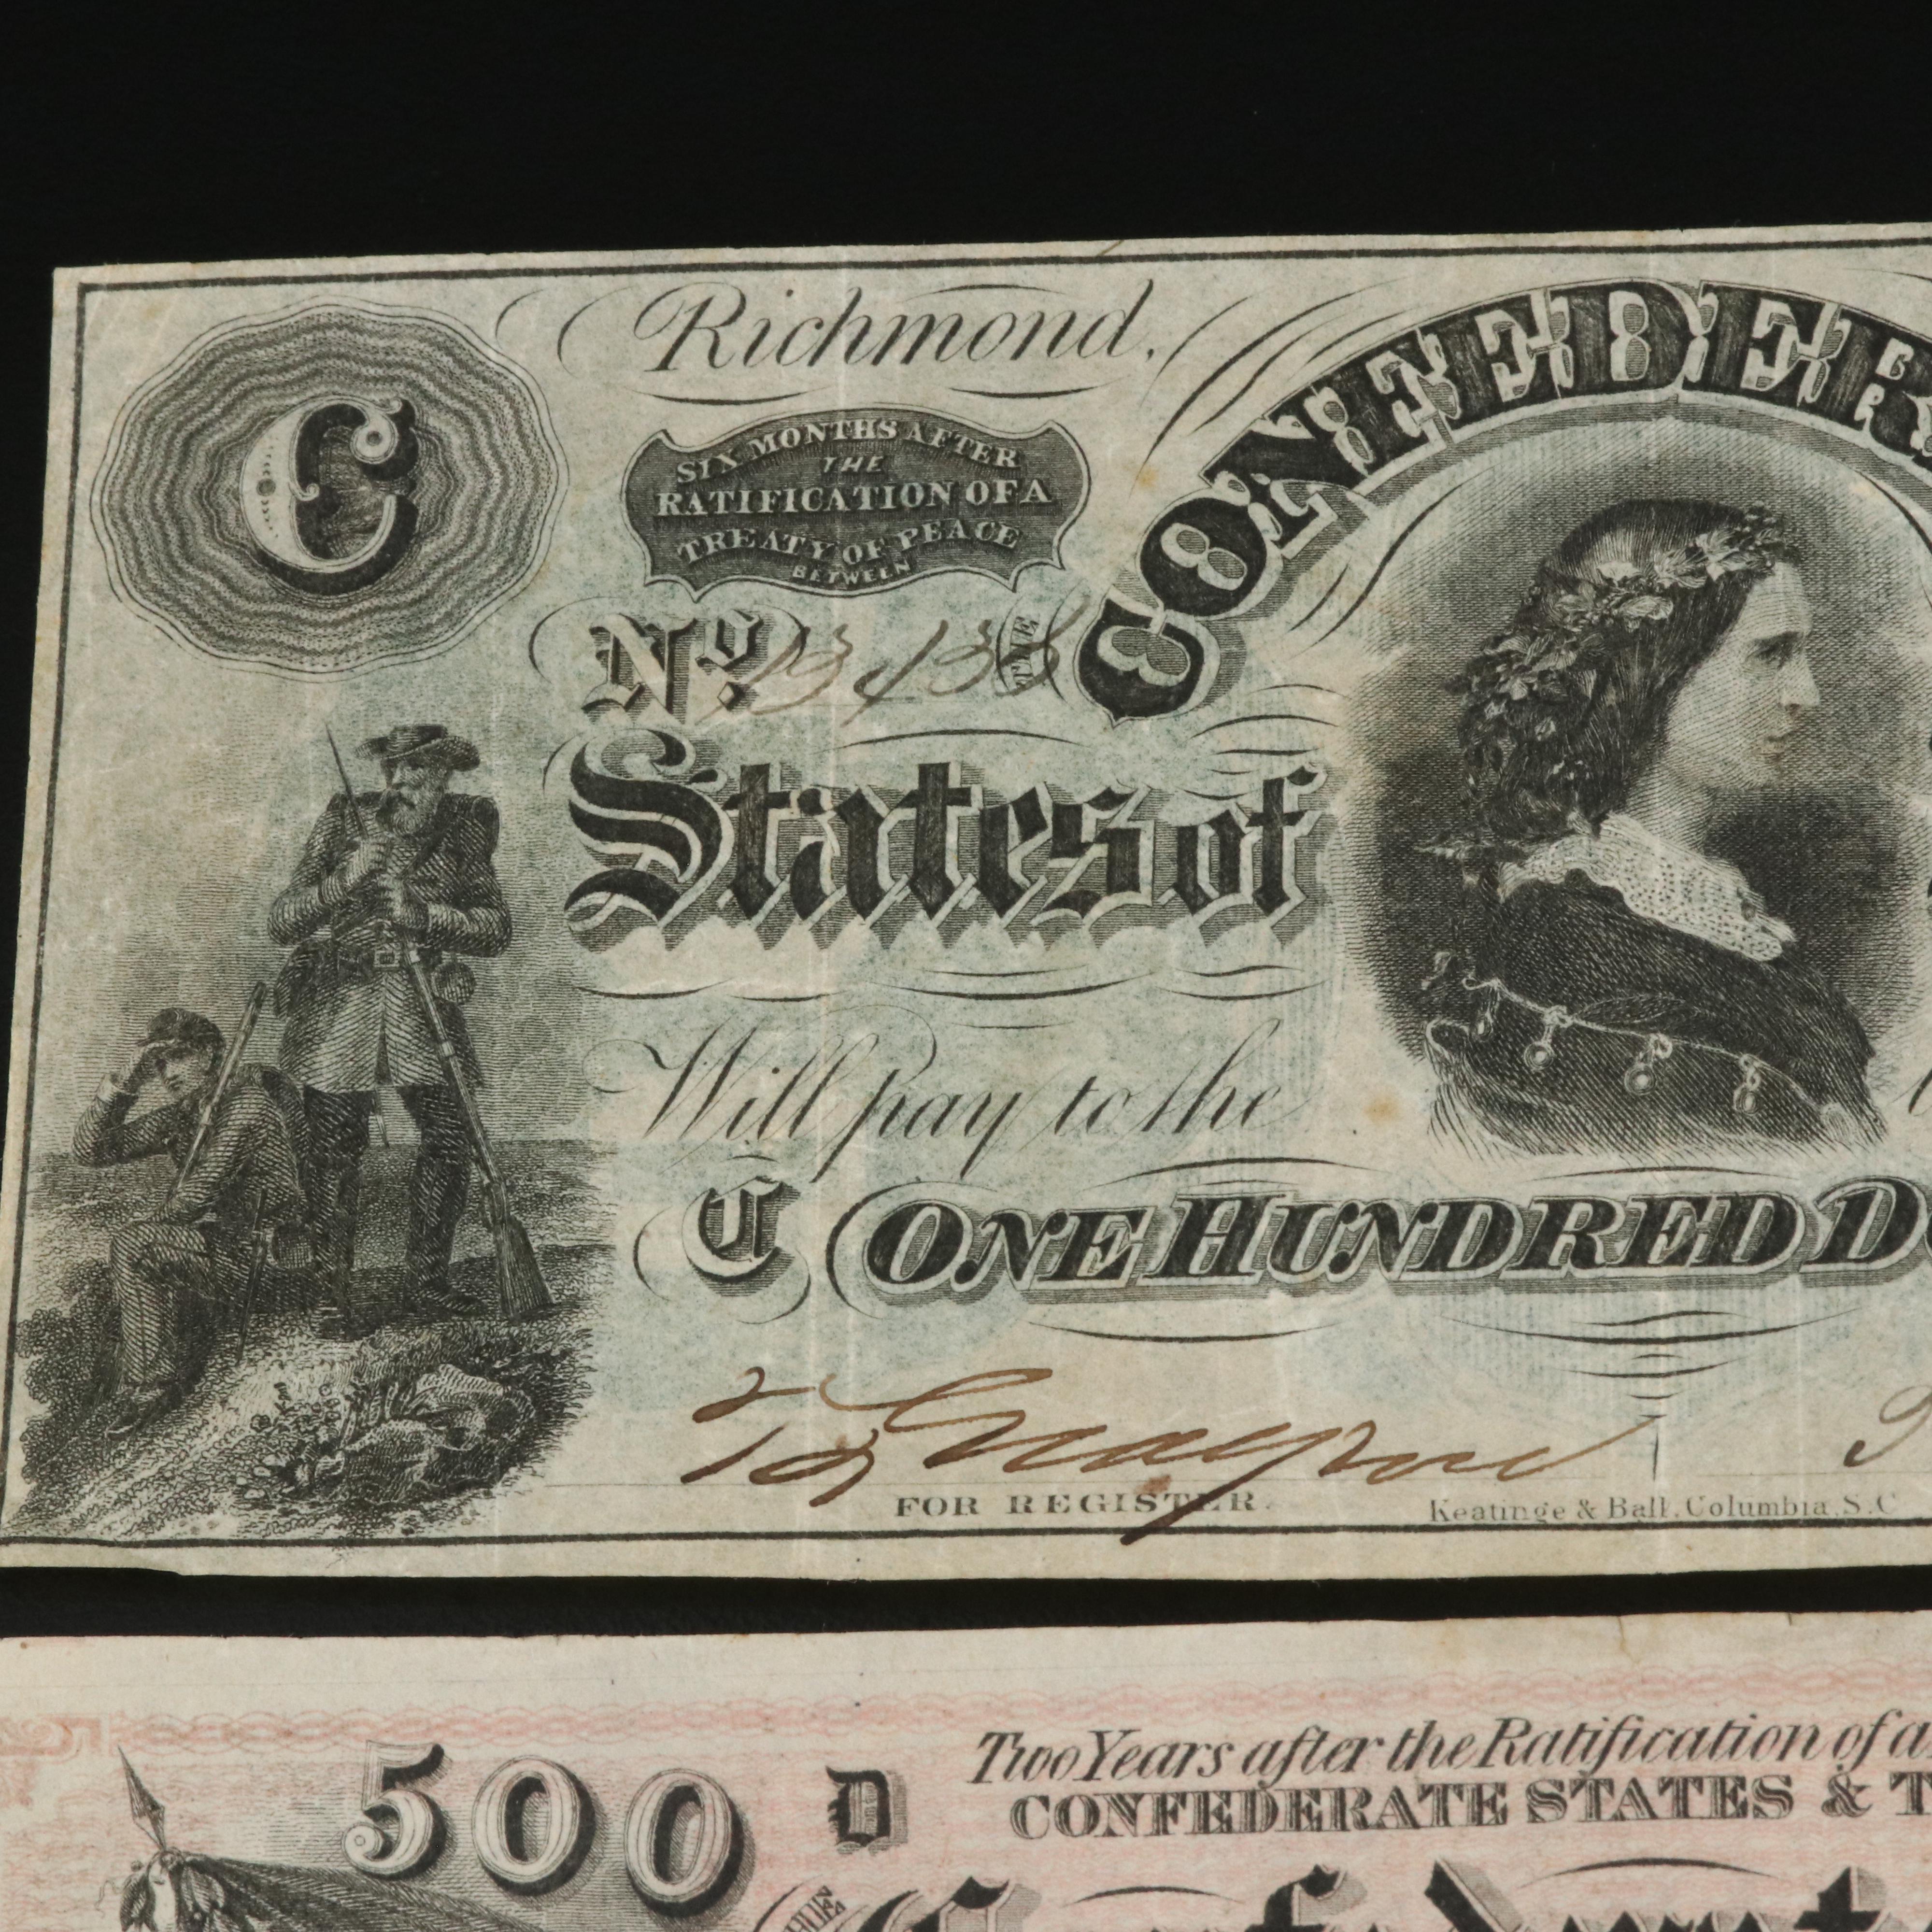 C
Richmond,
SIX MONTHS AFTER
THE
RATIFICATION OF A
TREATY OF PEACE
BETWEEN
THE
CONFEDER
No.
States of
Will pay to the
C ONE HUNDRED D
FOR REGISTER.
Keatinge & Ball, Columbia, S.C
500 D
Two Years after the Ratification of a
CONFEDERATE STATES & T